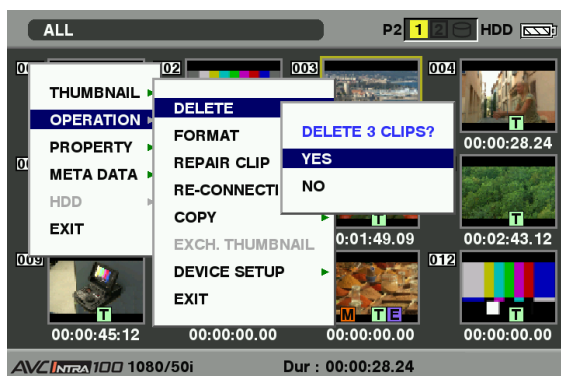 ALL P2 1 2 HDD
002 003 004
THUMBNAIL
OPERATION
PROPERTY
META DATA
HDD
EXIT
DELETE
FORMAT
REPAIR CLIP
RE-CONNECTI
COPY
EXCH. THUMBNAIL
DEVICE SETUP
EXIT
DELETE 3 CLIPS?
YES
NO
T
00:00:28.24
T T
0:01:49.09 00:02:43.12
009 012
T M T E T
00:00:45:12 00:00:00.00 00:00:00.00 00:00:00.00
AVC INTRA 100 1080/50i Dur : 00:00:28.24